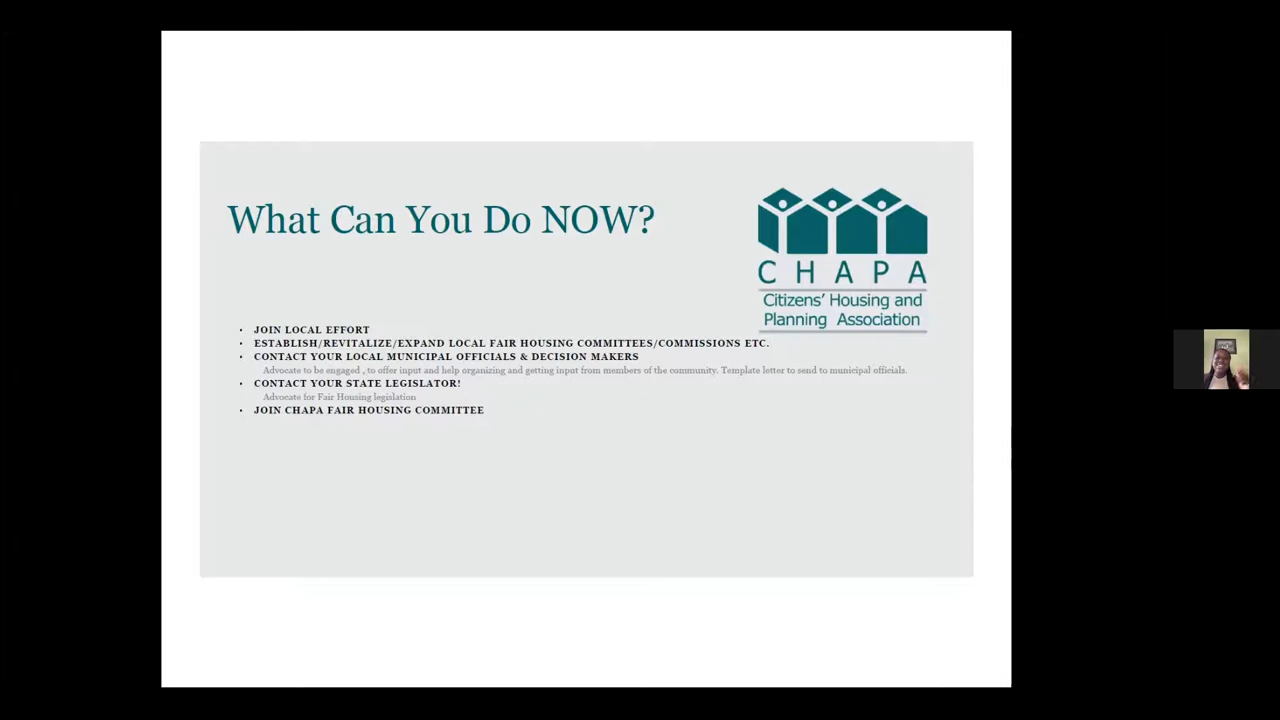 What Can You Do NOW?
CHAPA
Citizens' Housing and
Planning Association
• JOIN LOCAL EFFORT
• ESTABLISH/REVITALIZE/EXPAND LOCAL FAIR HOUSING COMMITTEES/COMMISSIONS ETC.
• CONTACT YOUR LOCAL MUNICIPAL OFFICIALS & DECISION MAKERS
Advocate to be engaged , to offer input and help organizing and getting input from members of the community. Template letter to send to municipal officials.
• CONTACT YOUR STATE LEGISLATOR!
Advocate for Fair Housing legislation
• JOIN CHAPA FAIR HOUSING COMMITTEE